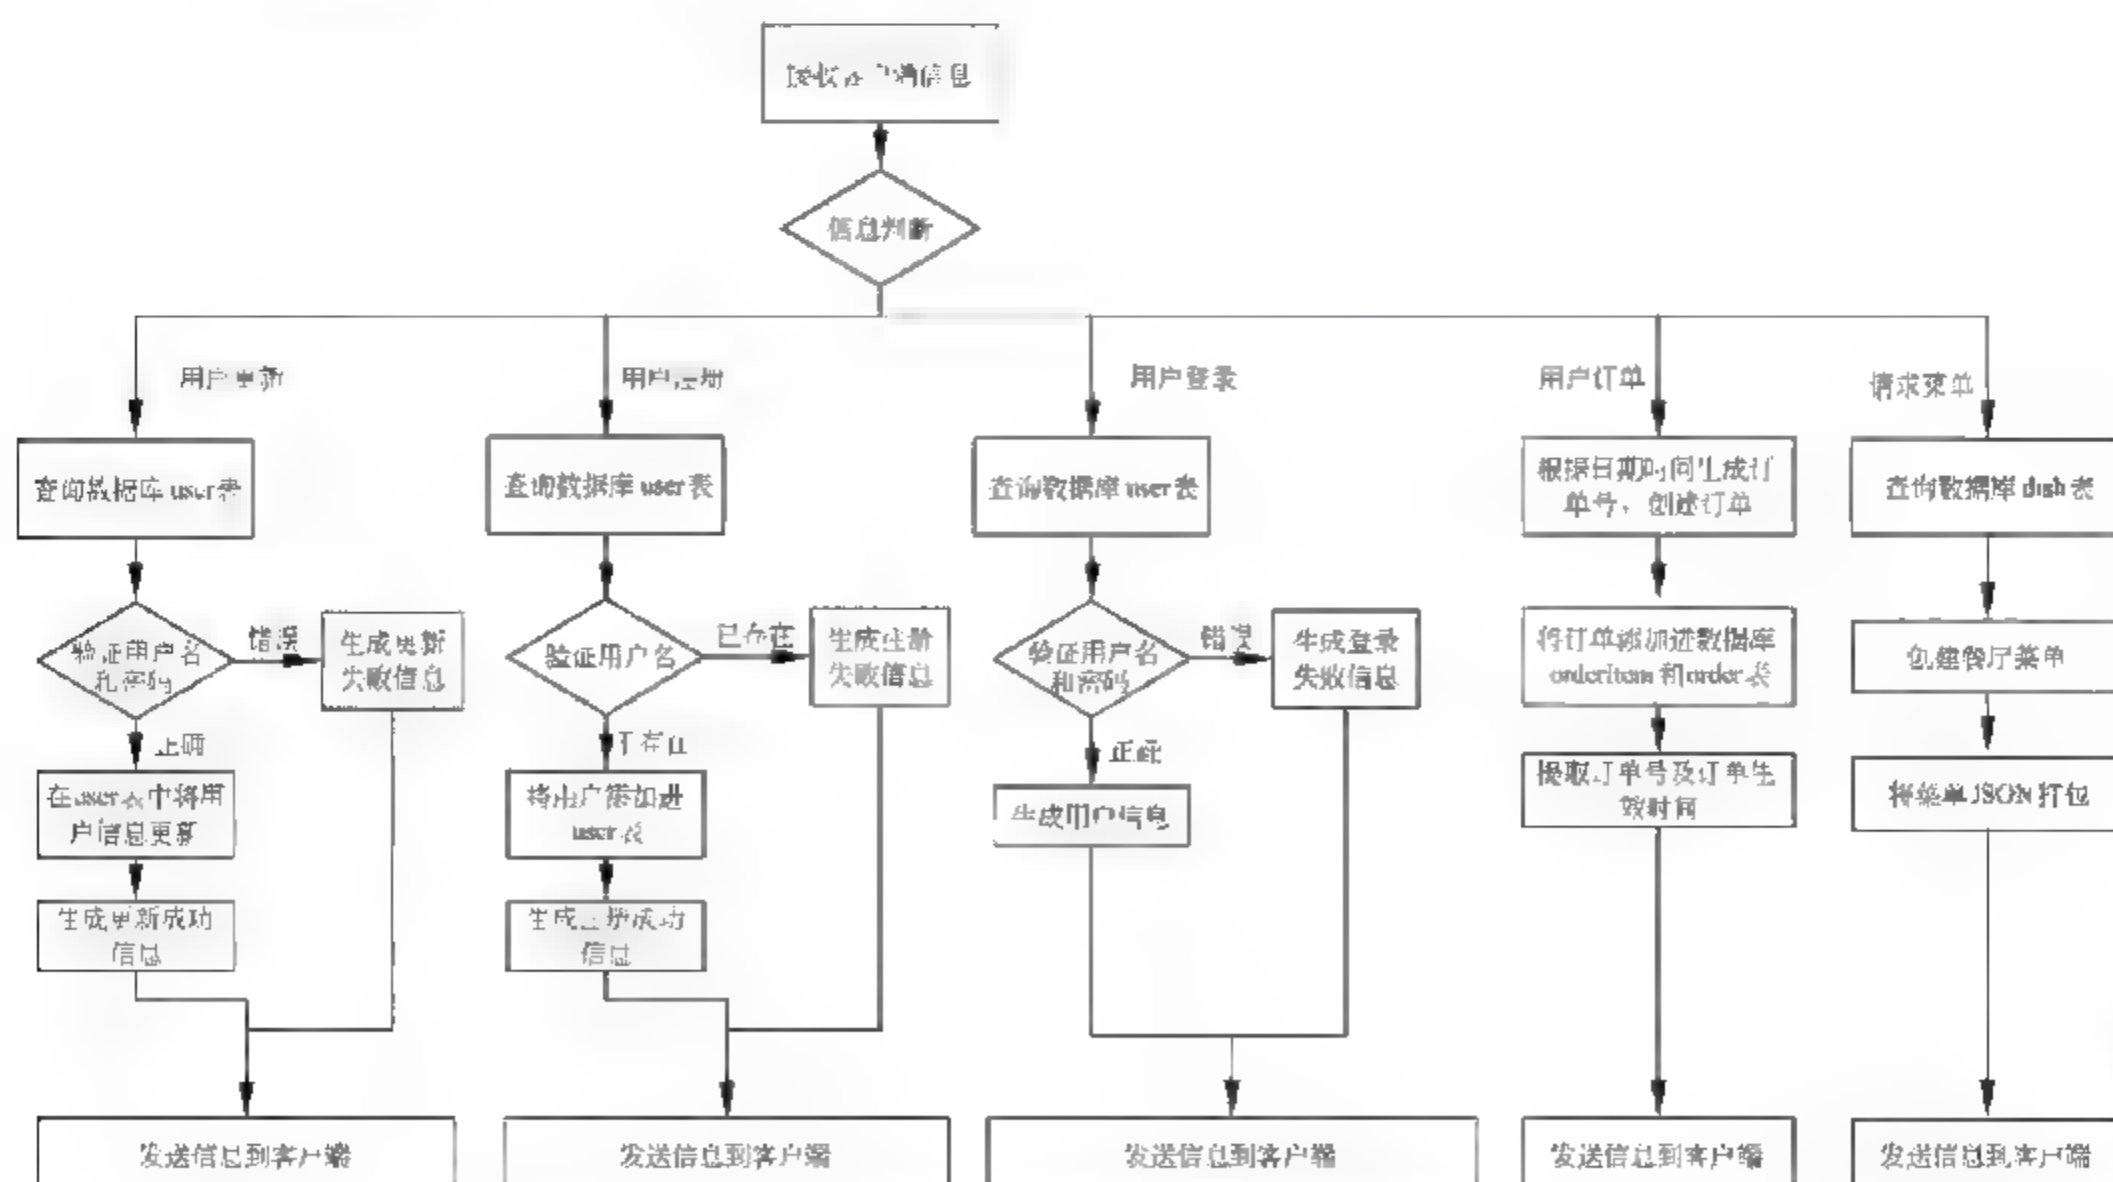 接收客户端信息
信息判断
用户更新
用户注册
用户登录
用户订单
请求菜单
查询数据库 user 表
查询数据库 user 表
查询数据库 user 表
根据日期时间生成订
单号，创建订单
查询数据库 dish 表
验证用户名
和密码
错误
生成更新
失败信息
验证用户名
已存在
生成注册
失败信息
验证用户名
和密码
错误
生成登录
失败信息
将订单添加进数据库
orderitem 和 order 表
创建餐厅菜单
正确
不存在
正确
在 user 表中将用
户信息更新
将用户添加进
user 表
生成用户信息
提取订单号及订单生
效时间
将菜单 JSON 打包
生成更新成功
信息
生成注册成功
信息
发送信息到客户端
发送信息到客户端
发送信息到客户端
发送信息到客户端
发送信息到客户端